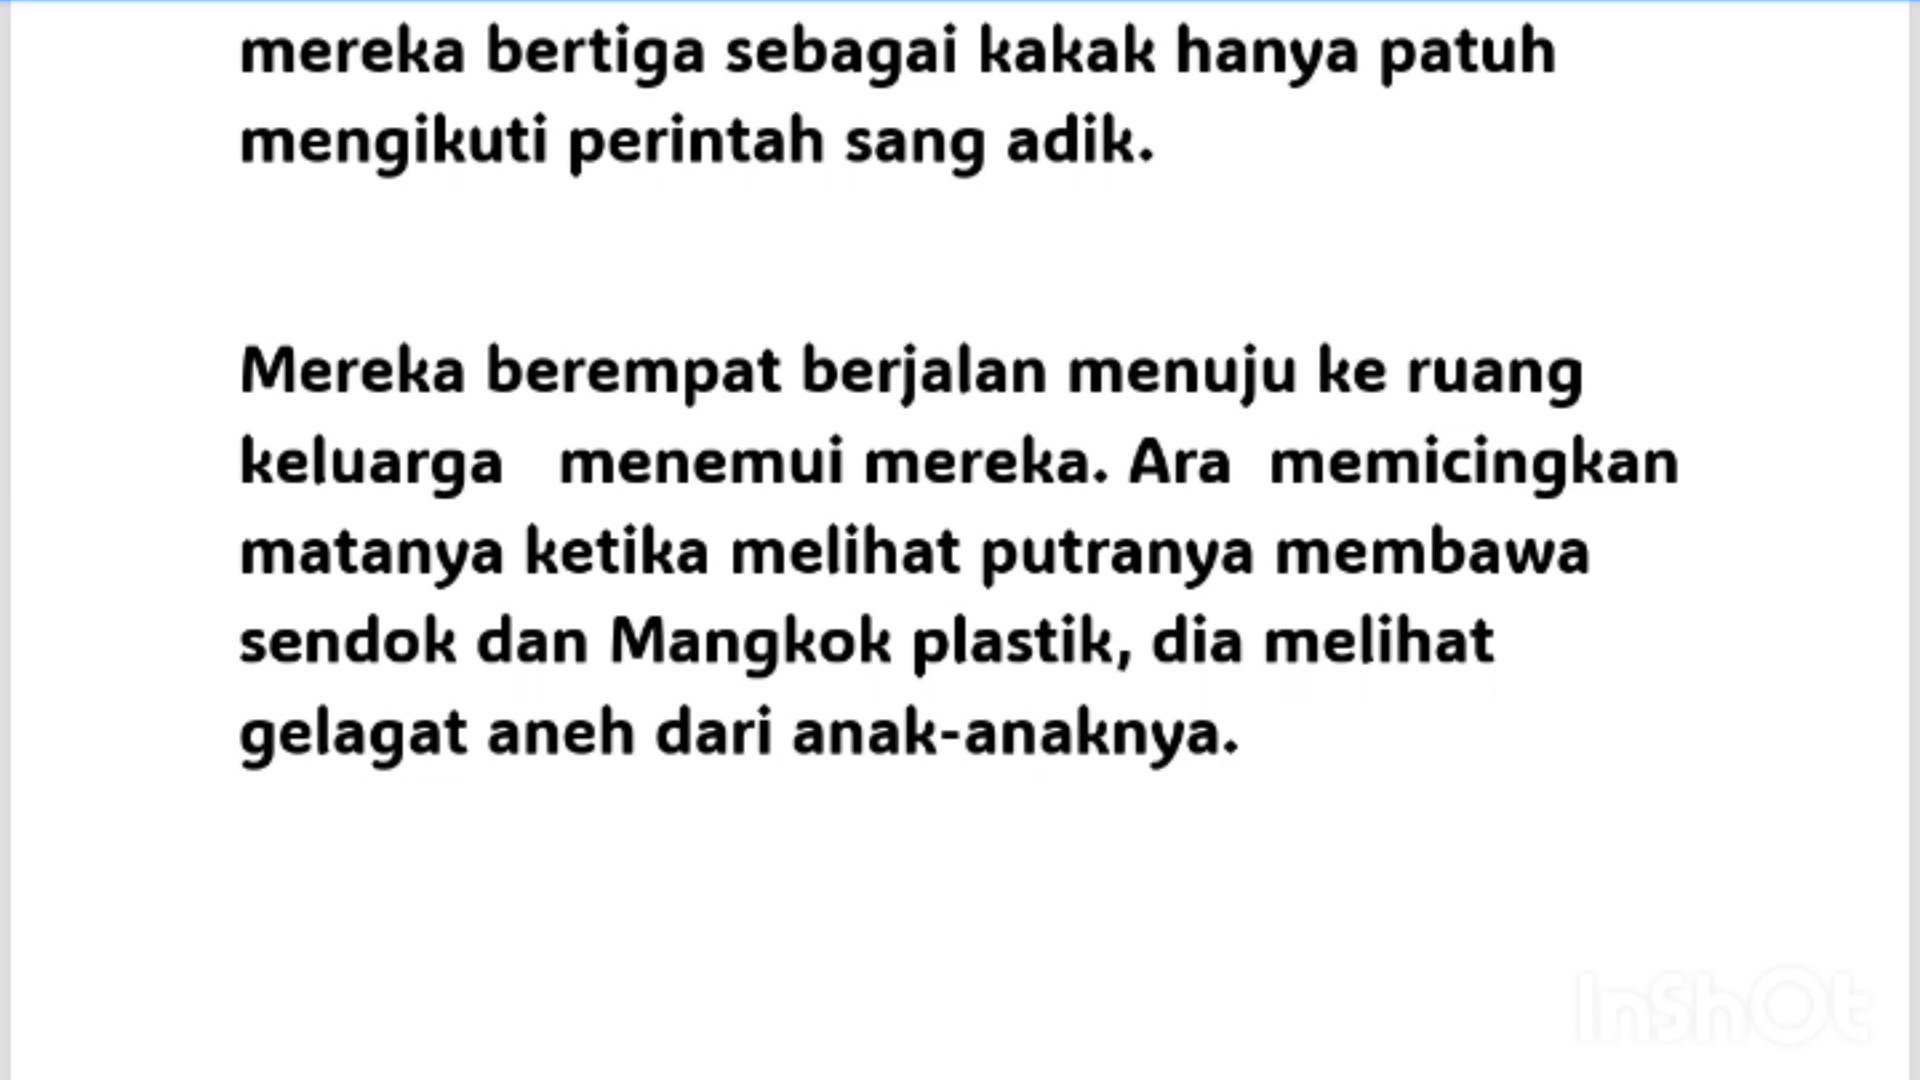 mereka bertiga sebagai kakak hanya patuh
mengikuti perintah sang adik.
Mereka berempat berjalan menuju ke ruang
keluarga   menemui mereka. Ara  memicingkan
matanya ketika melihat putranya membawa
sendok dan Mangkok plastik, dia melihat
gelagat aneh dari anak-anaknya.
InShOt